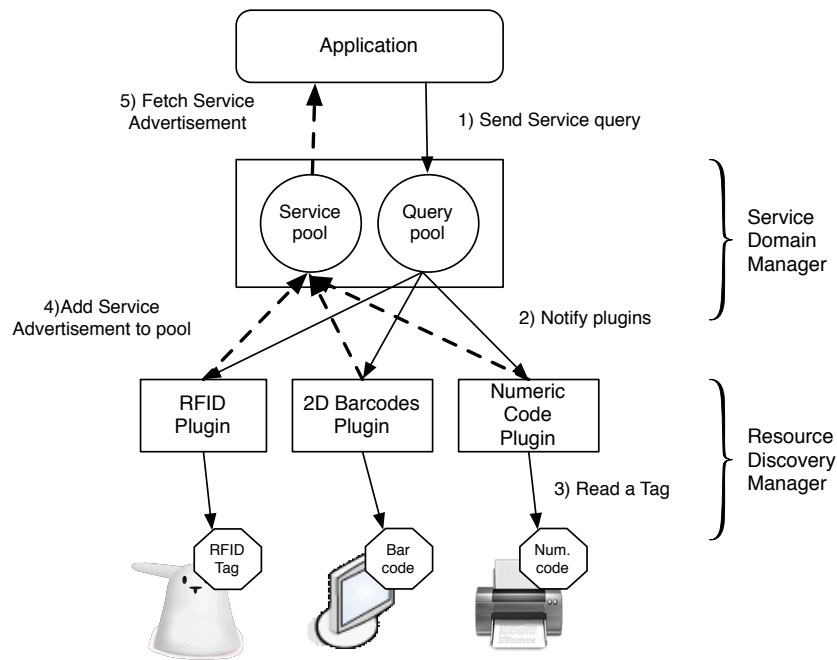 Application
5) Fetch Service
Advertisement
1) Send Service query
Service
pool
Query
pool
Service
Domain
Manager
4)Add Service
Advertisement to pool
2) Notify plugins
RFID
Plugin
2D Barcodes
Plugin
Numeric
Code
Plugin
Resource
Discovery
Manager
3) Read a Tag
RFID
Tag
Bar
code
Num.
code